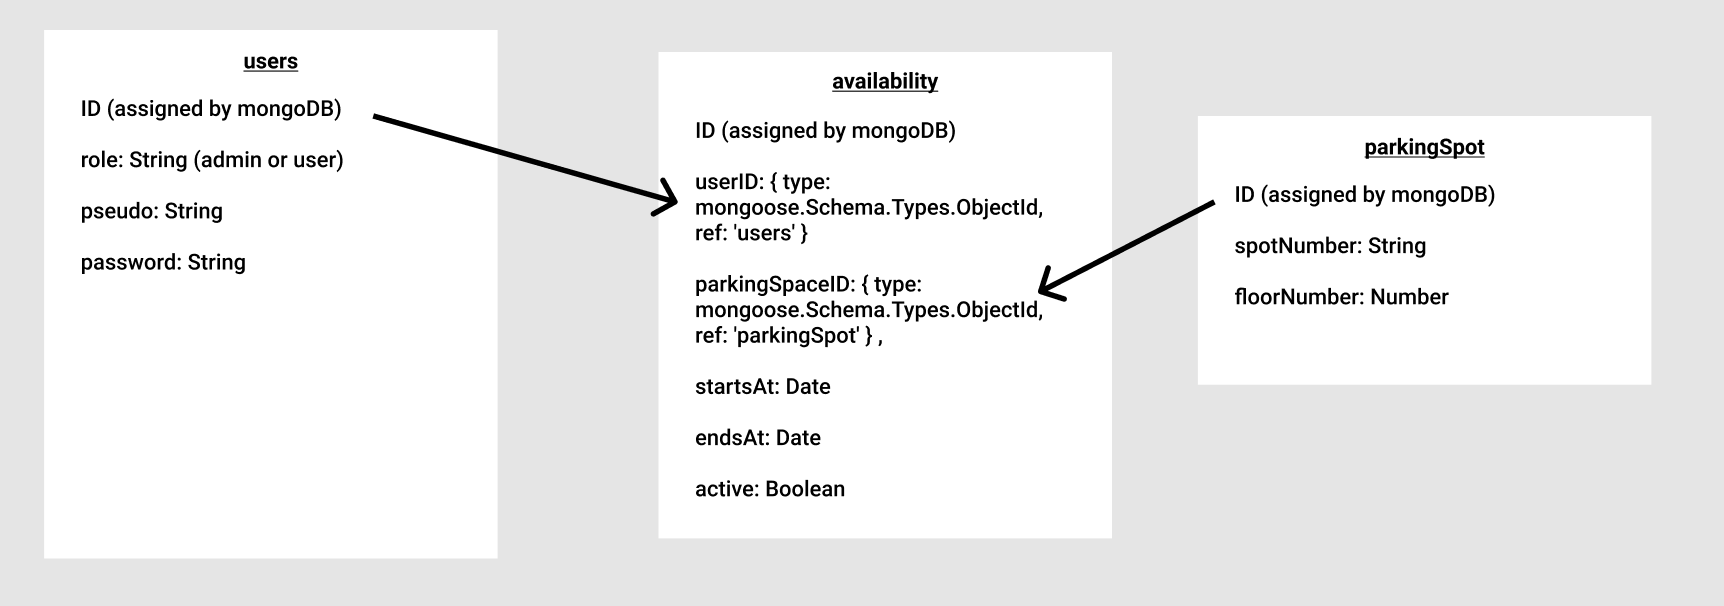 users
ID (assigned by mongoDB)
role: String (admin or user)
pseudo: String
password: String
availability
ID (assigned by mongoDB)
userID: { type:
mongoose.Schema.Types.ObjectId,
ref: 'users' }
parkingSpaceID: { type:
mongoose.Schema.Types.ObjectId,
ref: 'parkingSpot' } ,
startsAt: Date
endsAt: Date
active: Boolean
parkingSpot
ID (assigned by mongoDB)
spotNumber: String
floorNumber: Number